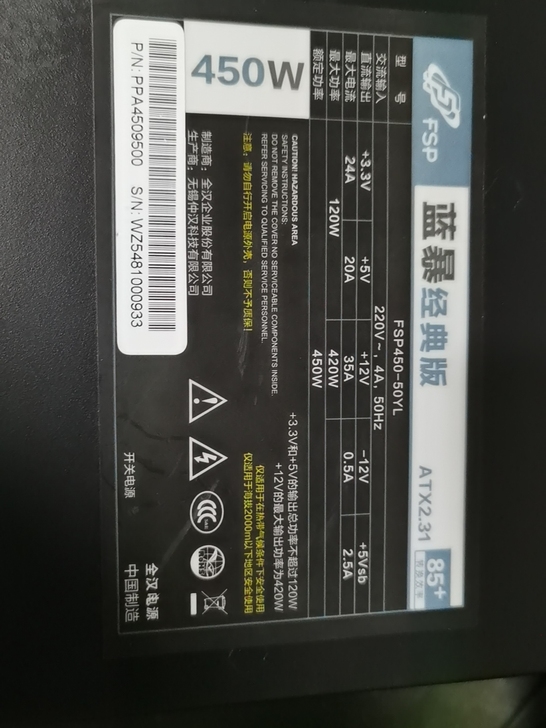 FSP
蓝暴经典版
ATX2.31
85+
型 号
FSP450-50YL
交流输入
220V~, 4A, 50Hz
直流输出 +3.3V +5V +12V -12V +5Vsb
最大电流 24A 20A 35A 0.5A 2.5A
最大功率 120W 420W
额定功率 450W
450W
CAUTION! HAZARDOUS AREA
SAFETY INSTRUCTIONS:
DO NOT REMOVE THE COVER NO SERVICEABLE COMPONENTS INSIDE.
REFER SERVICING TO QUALIFIED SERVICE PERSONNEL.
注意：请勿自行开启电源外壳，否则不予质保！
+3.3V和+5V的输出总功率不超过120W
+12V的最大输出功率为420W
仅适用于在热带气候条件下安全使用
仅适用于海拔2000m以下地区安全使用
制造商：全汉企业股份有限公司
生产商：无锡仲汉科技有限公司
P/N: PPA4509500 S/N: WZ5481000933
开关电源
全汉电源
中国制造